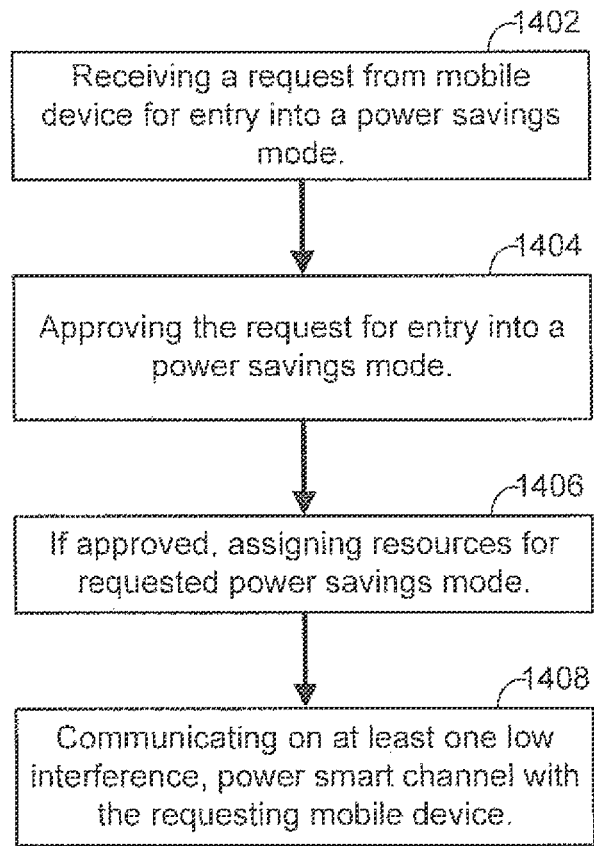 1402
Receiving a request from mobile
device for entry into a power savings
mode.
1404
Approving the request for entry into a
power savings mode.
1406
If approved, assigning resources for
requested power savings mode.
1408
Communicating on at least one low
interference, power smart channel with
the requesting mobile device.